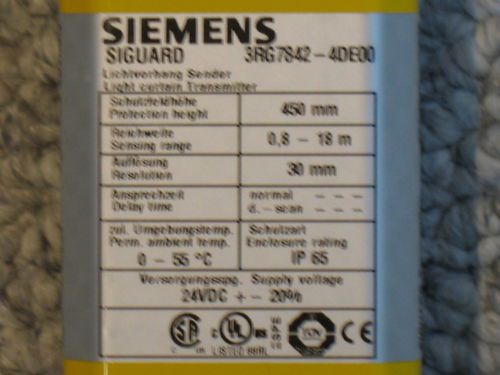 SIEMENS
SIGUARD 3RG7842-4DE00
Lichtvorhang Sender
Light curtain Transmitter
Schutzfeldhöhe
Protection height 450 mm
Reichweite
Sensing range 0,8 - 18 m
Auflösung
Resolution 30 mm
Ansprechzeit normal - - -
Delay time d.-scan - - -
zul. Umgebungstemp. Schutzart
Perm. ambient temp. Enclosure rating
0 - 55 °C IP 65
Versorgungsspg. Supply voltage
24VDC + - 20%
LISTED